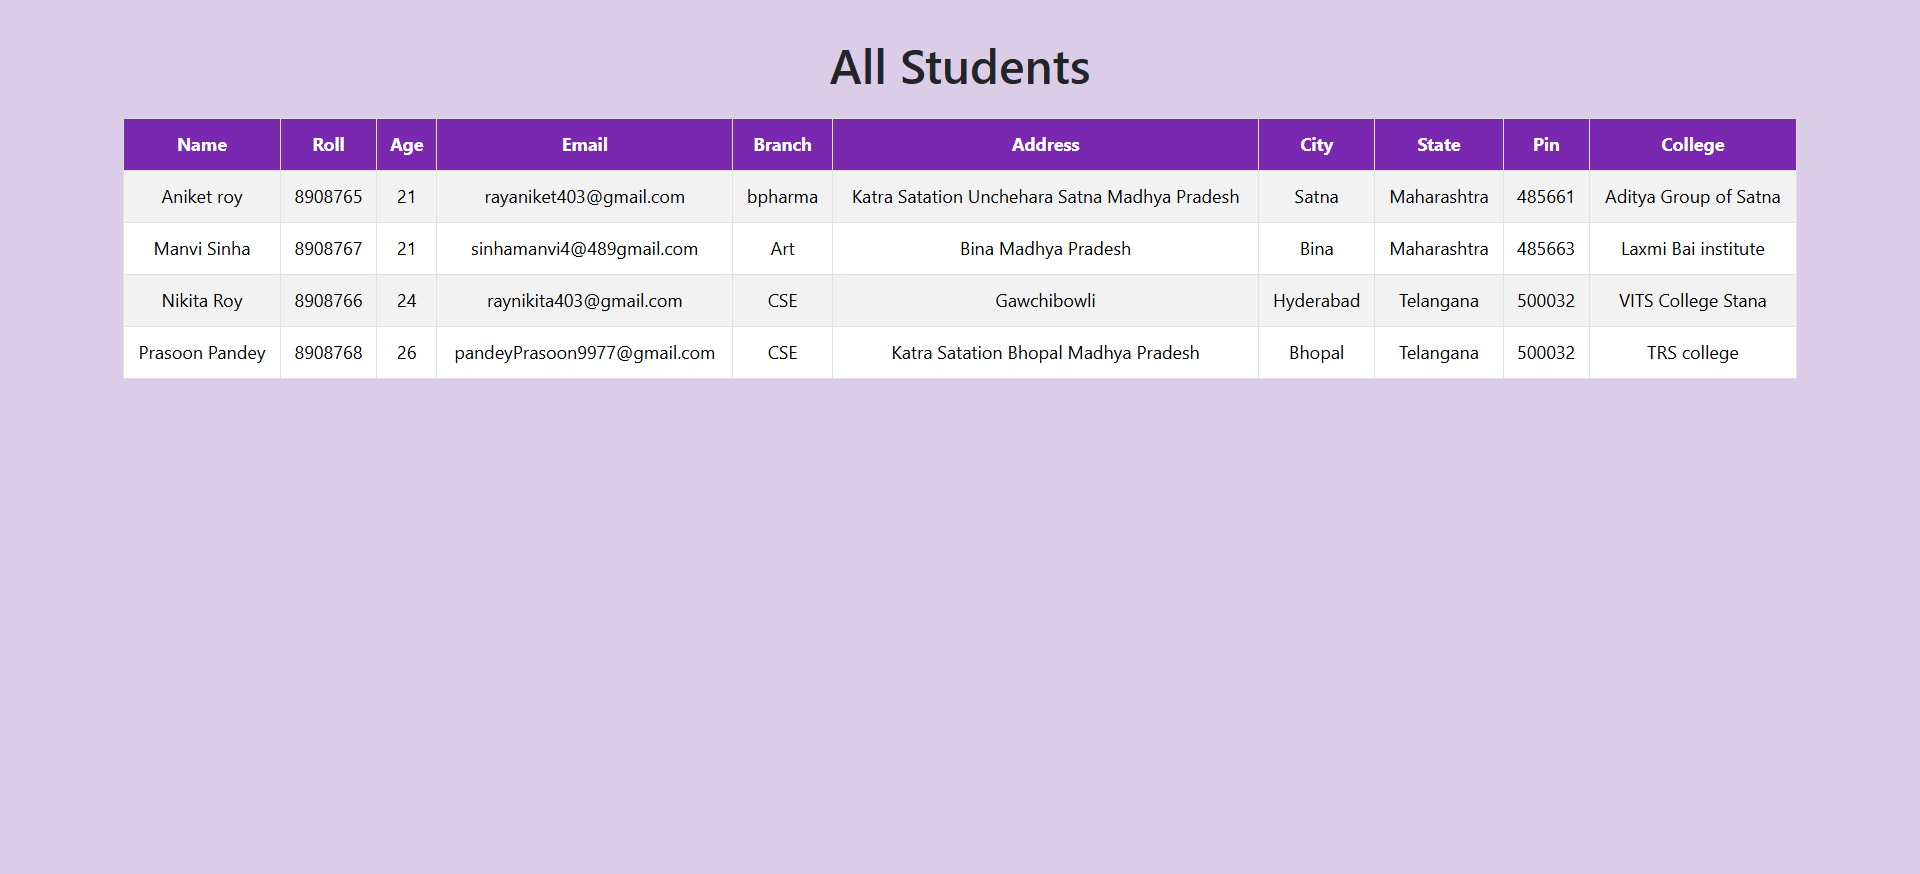 All Students
Name Roll Age Email Branch Address City State Pin College
Aniket roy 8908765 21 rayaniket403@gmail.com bpharma Katra Satation Unchehara Satna Madhya Pradesh Satna Maharashtra 485661 Aditya Group of Satna
Manvi Sinha 8908767 21 sinhamanvi4@489gmail.com Art Bina Madhya Pradesh Bina Maharashtra 485663 Laxmi Bai institute
Nikita Roy 8908766 24 raynikita403@gmail.com CSE Gawchibowli Hyderabad Telangana 500032 VITS College Stana
Prasoon Pandey 8908768 26 pandeyPrasoon9977@gmail.com CSE Katra Satation Bhopal Madhya Pradesh Bhopal Telangana 500032 TRS college